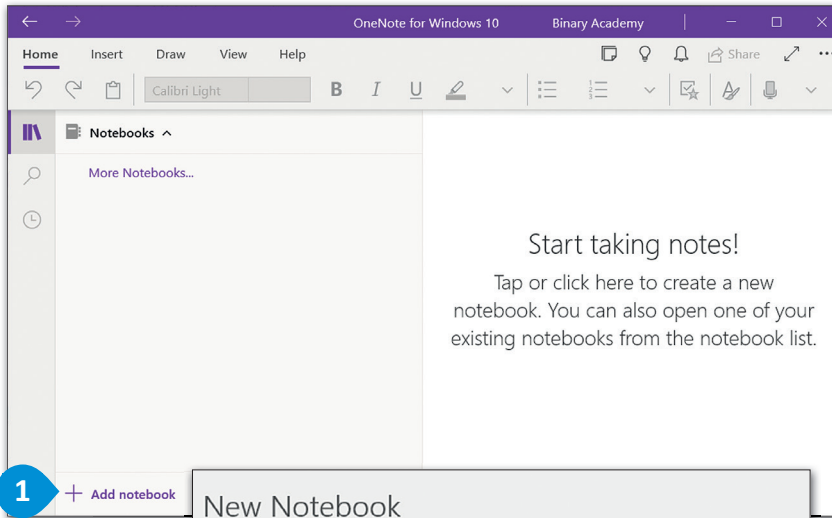 OneNote for Windows 10 Binary Academy
Home Insert Draw View Help Share
Calibri Light B I U
Notebooks
More Notebooks...
Start taking notes!
Tap or click here to create a new
notebook. You can also open one of your
existing notebooks from the notebook list.
1 Add notebook
New Notebook